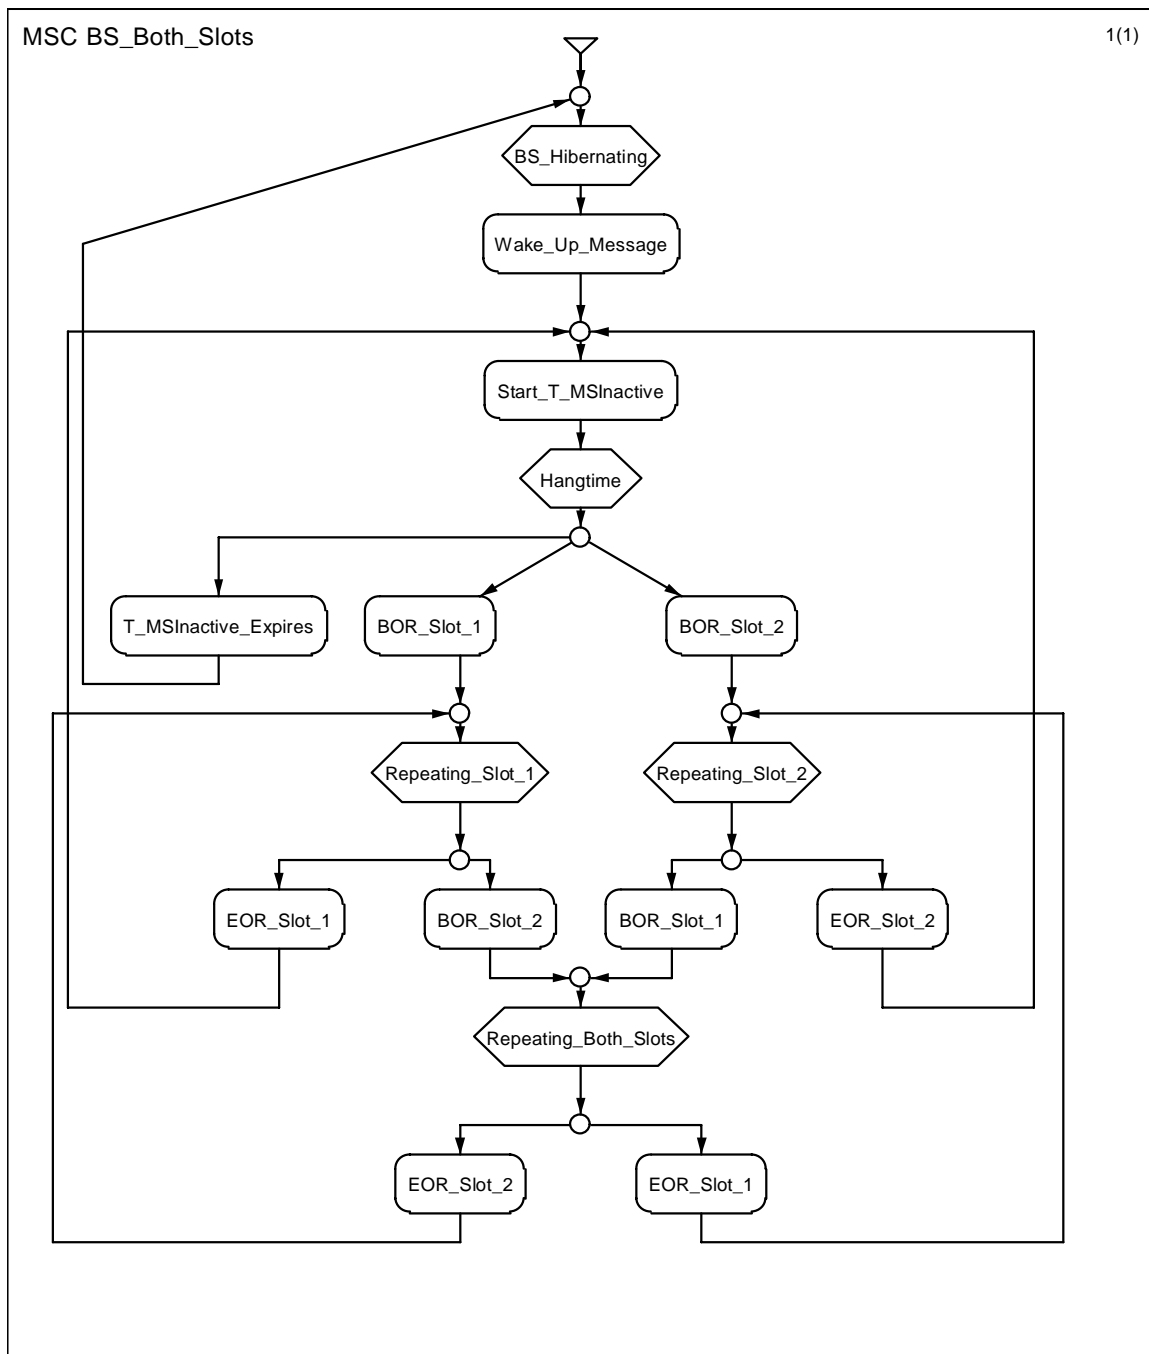 MSC BS_Both_Slots
1(1)
BS_Hibernating
Wake_Up_Message
Start_T_MSInactive
Hangtime
T_MSInactive_Expires
BOR_Slot_1
BOR_Slot_2
Repeating_Slot_1
Repeating_Slot_2
EOR_Slot_1
BOR_Slot_2
BOR_Slot_1
EOR_Slot_2
Repeating_Both_Slots
EOR_Slot_2
EOR_Slot_1